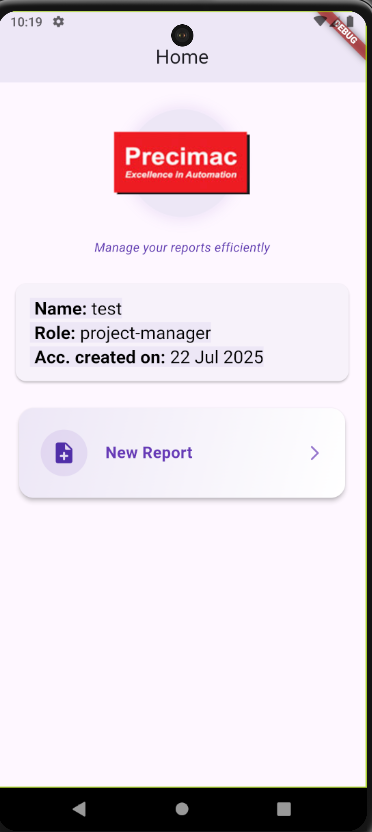 10:19
DEBUG
Home
Precimac
Excellence in Automation
Manage your reports efficiently
Name: test
Role: project-manager
Acc. created on: 22 Jul 2025
New Report